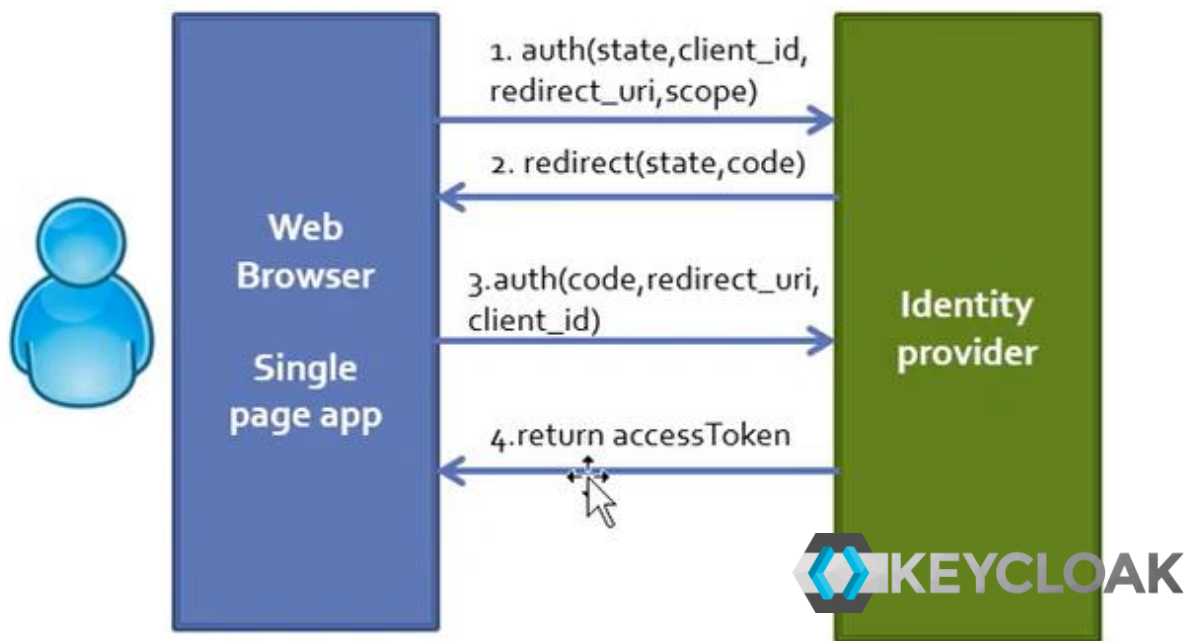 1. auth(state,client_id,
redirect_uri,scope)
2. redirect(state,code)
Web
Browser
Single
page app
3.auth(code,redirect_uri,
client_id)
Identity
provider
4.return accessToken
KEYCLOAK